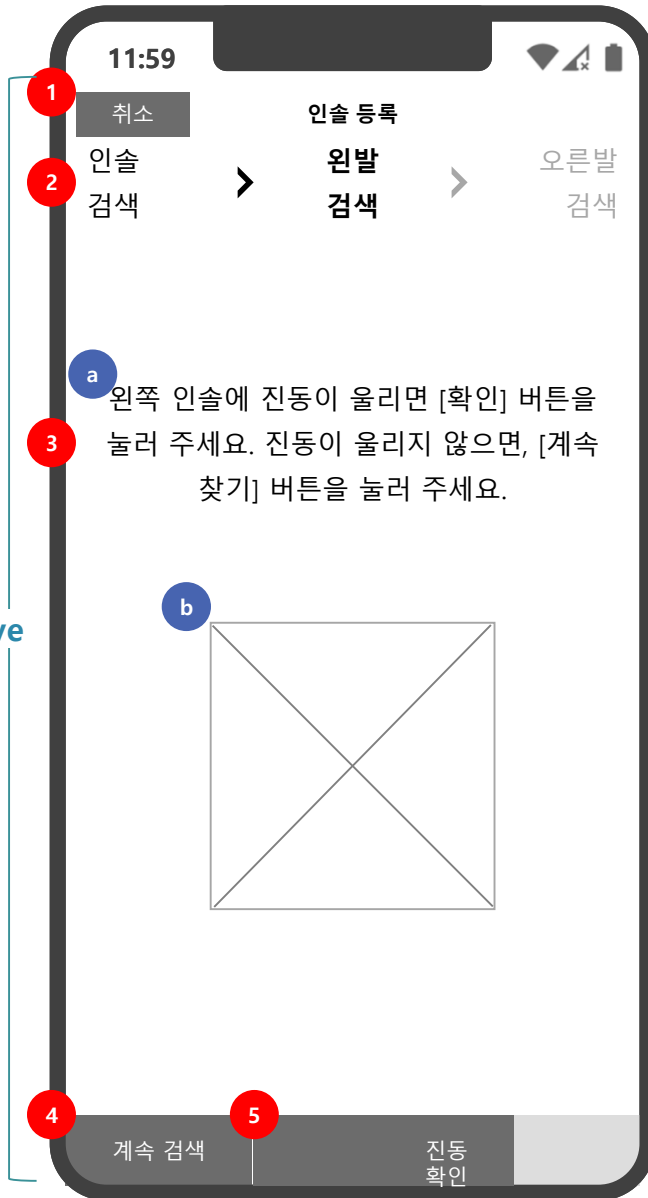 11:59
1
취소
인솔 등록
2
인솔
검색
왼발
검색
오른발
검색
a
왼쪽 인솔에 진동이 울리면 [확인] 버튼을
3
눌러 주세요. 진동이 울리지 않으면, [계속
찾기] 버튼을 눌러 주세요.
b
4
계속 검색
5
진동
확인